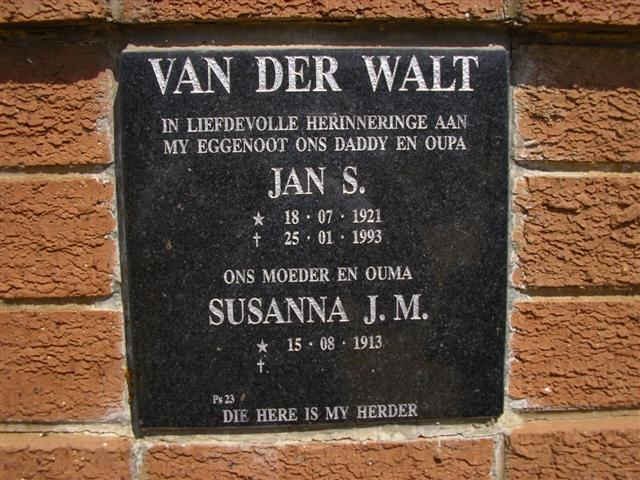 VAN DER WALT
IN LIEFDEVOLLE HERINNERINGE AAN
MY EGGENOOT ONS DADDY EN OUPA
JAN S.
★ 18 · 07 · 1921
† 25 · 01 · 1993
ONS MOEDER EN OUMA
SUSANNA J. M.
★ 15 · 08 · 1913
†
Ps 23
DIE HERE IS MY HERDER